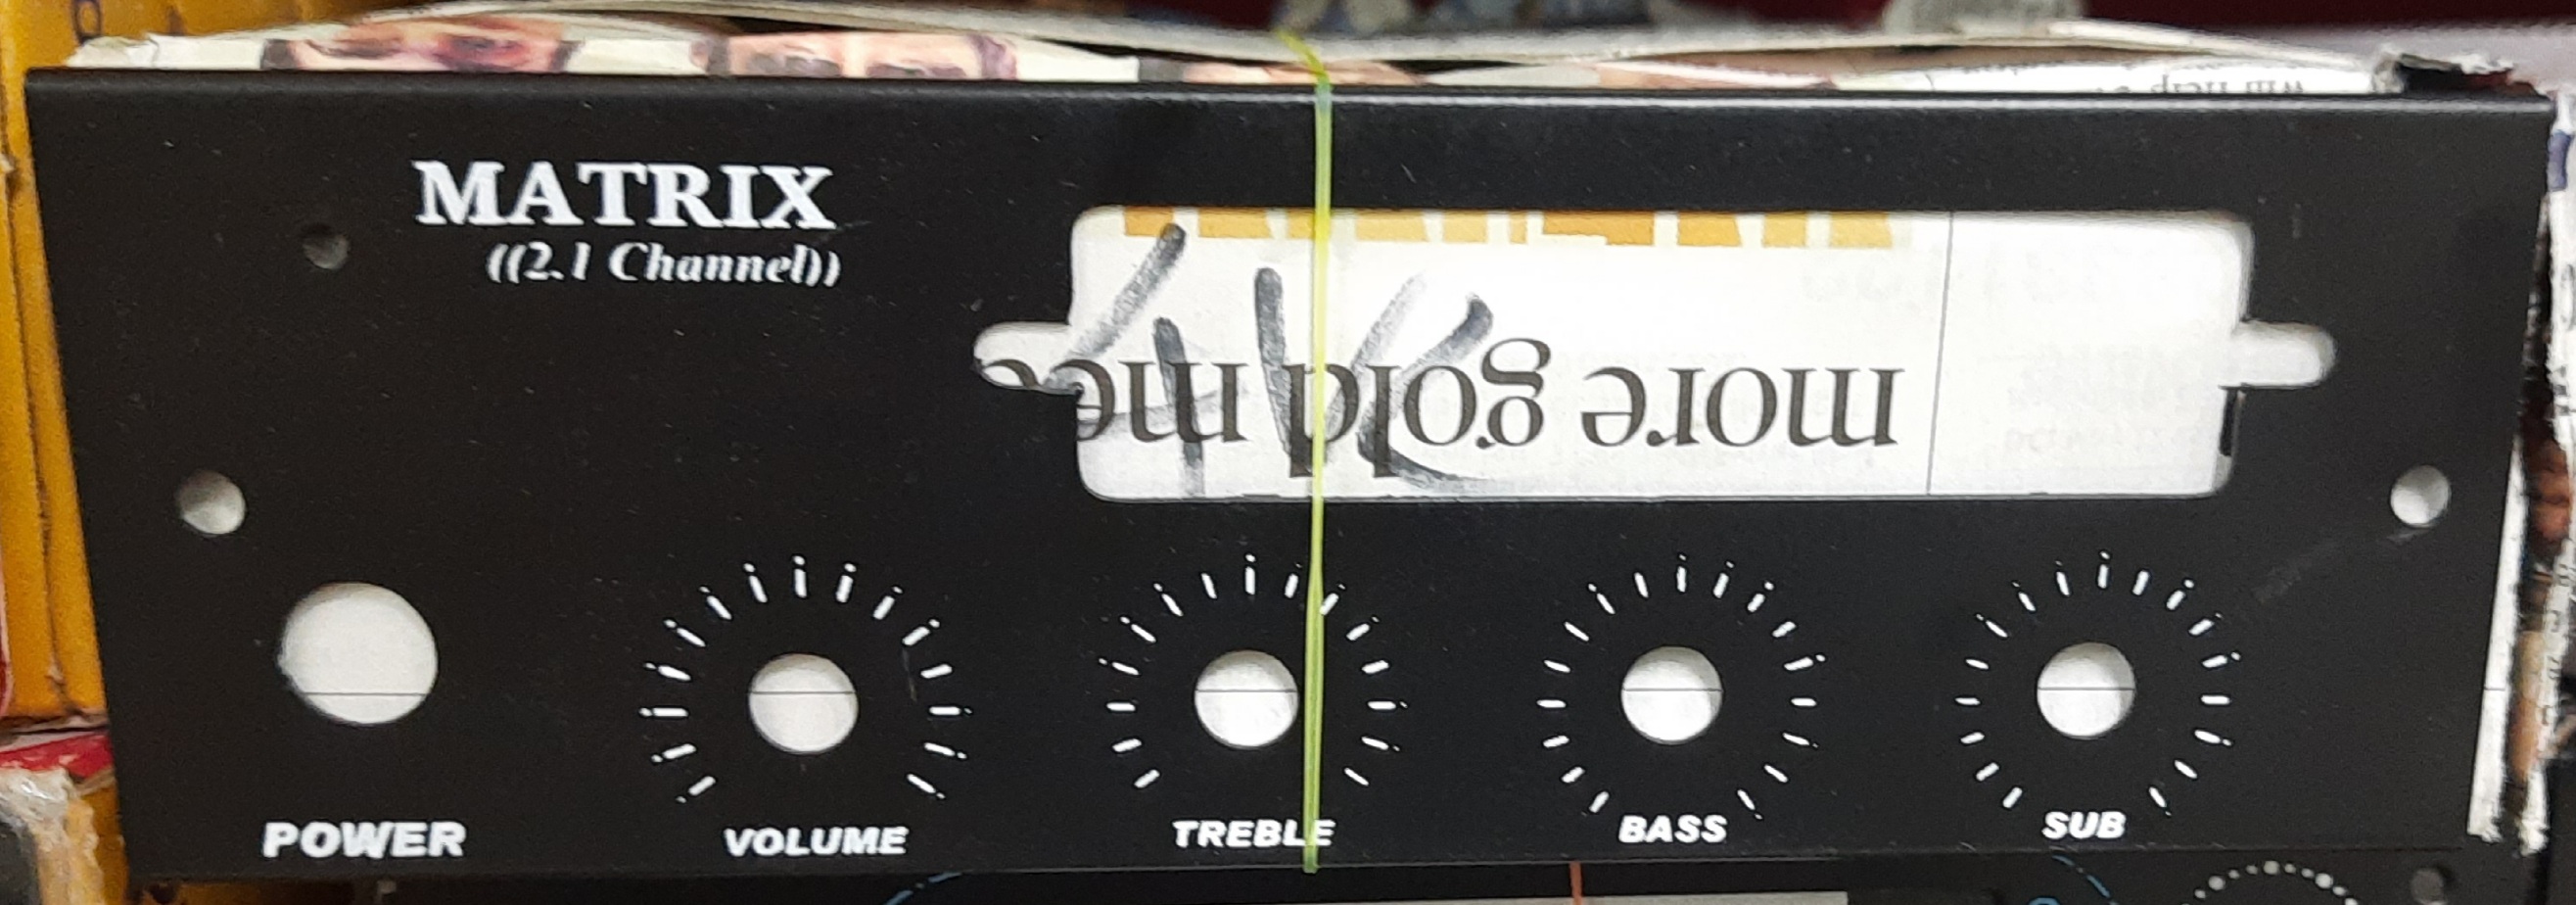 MATRIX
((2.1 Channel))
more gold me
POWER
VOLUME
TREBLE
BASS
SUB